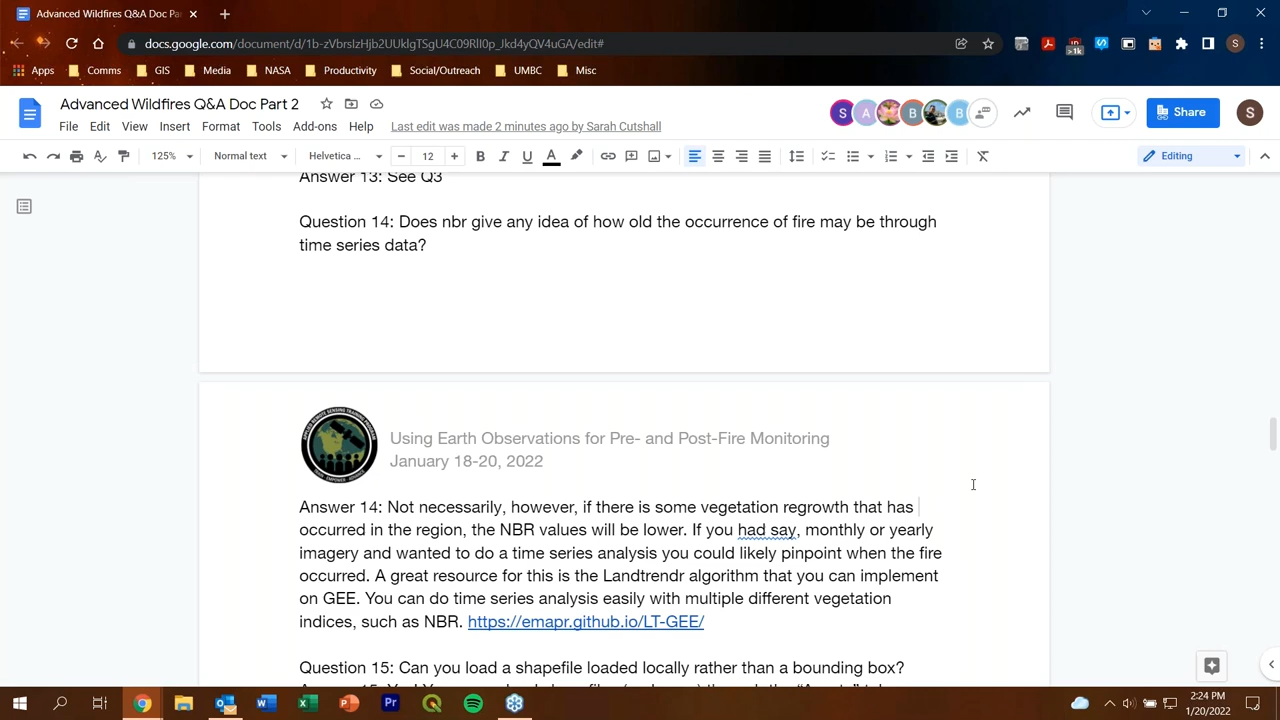 Advanced Wildfires Q&A Doc Pa
docs.google.com/document/d/1b-zVbrsIzHjb2UUklgTSgU4C09RlI0p_Jkd4yQV4uGA/edit#
>1k
S
Apps Comms GIS Media NASA Productivity Social/Outreach UMBC Misc
Advanced Wildfires Q&A Doc Part 2
S A B B Share S
File Edit View Insert Format Tools Add-ons Help Last edit was made 2 minutes ago by Sarah Cutshall
125% Normal text Helvetica ... 12 B I U A Editing
Answer 13: See Q3
Question 14: Does nbr give any idea of how old the occurrence of fire may be through
time series data?
Using Earth Observations for Pre- and Post-Fire Monitoring
January 18-20, 2022
Answer 14: Not necessarily, however, if there is some vegetation regrowth that has
occurred in the region, the NBR values will be lower. If you had say, monthly or yearly
imagery and wanted to do a time series analysis you could likely pinpoint when the fire
occurred. A great resource for this is the Landtrendr algorithm that you can implement
on GEE. You can do time series analysis easily with multiple different vegetation
indices, such as NBR. https://emapr.github.io/LT-GEE/
Question 15: Can you load a shapefile loaded locally rather than a bounding box?
2:24 PM
1/20/2022